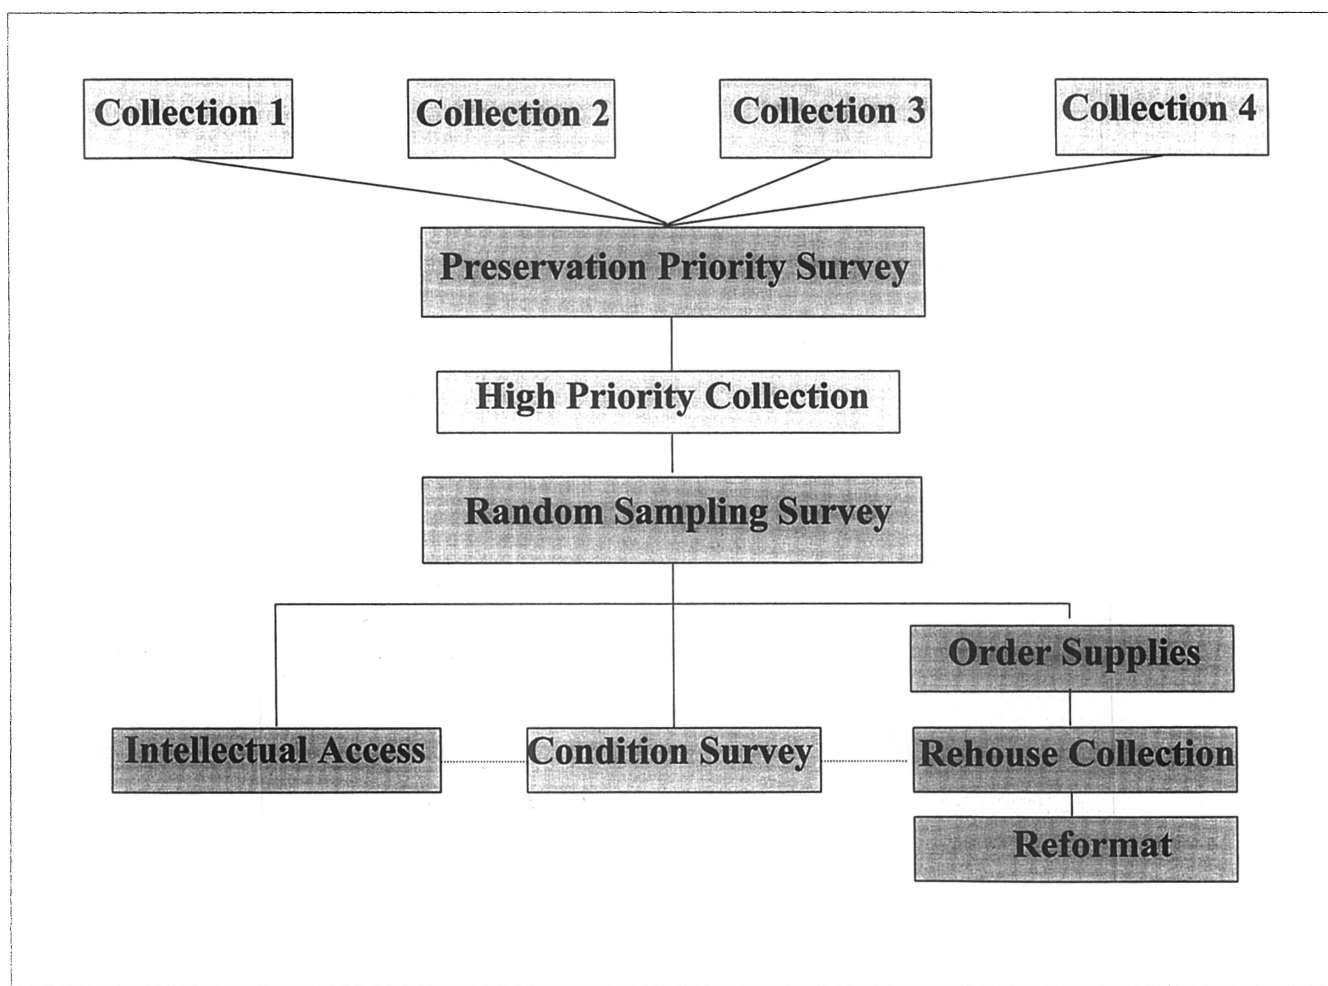 Collection 1
Collection 2
Collection 3
Collection 4
Preservation Priority Survey
High Priority Collection
Random Sampling Survey
Order Supplies
Intellectual Access
Condition Survey
Rehouse Collection
Reformat